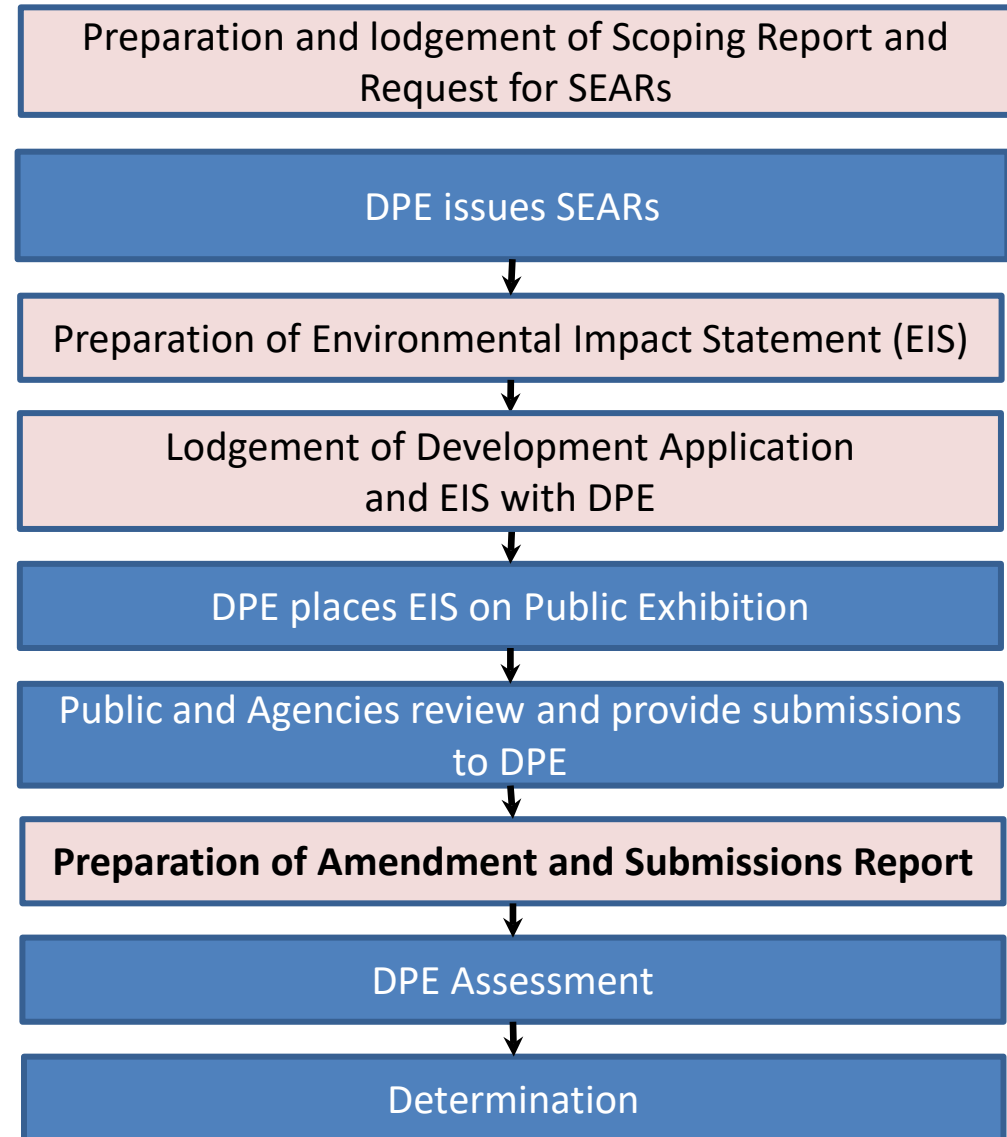 Preparation and lodgement of Scoping Report and
Request for SEARs
DPE issues SEARs
Preparation of Environmental Impact Statement (EIS)
Lodgement of Development Application
and EIS with DPE
DPE places EIS on Public Exhibition
Public and Agencies review and provide submissions
to DPE
Preparation of Amendment and Submissions Report
DPE Assessment
Determination